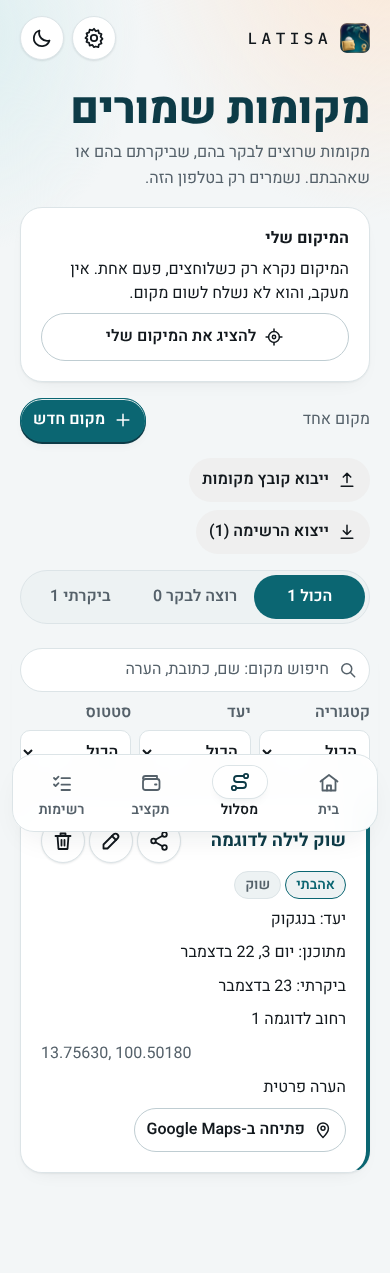 LATISA
מקומות שמורים
מקומות שרוצים לבקר בהם, שביקרתם בהם או
שאהבתם. נשמרים רק בטלפון הזה.
המיקום שלי
המיקום נקרא רק כשלוחצים, פעם אחת. אין
מעקב, והוא לא נשלח לשום מקום.
להציג את המיקום שלי
מקום אחד
מקום חדש
ייבוא קובץ מקומות
ייצוא הרשימה (1)
הכול 1
רוצה לבקר 0
ביקרתי 1
חיפוש מקום: שם, כתובת, הערה
קטגוריה
יעד
סטטוס
הכול
הכול
הכול
בית
מסלול
תקציב
רשימות
שוק לילה לדוגמה
אהבתי
שוק
יעד: בנגקוק
מתוכנן: יום 3, 22 בדצמבר
ביקרתי: 23 בדצמבר
רחוב לדוגמה 1
13.75630, 100.50180
הערה פרטית
פתיחה ב-Google Maps